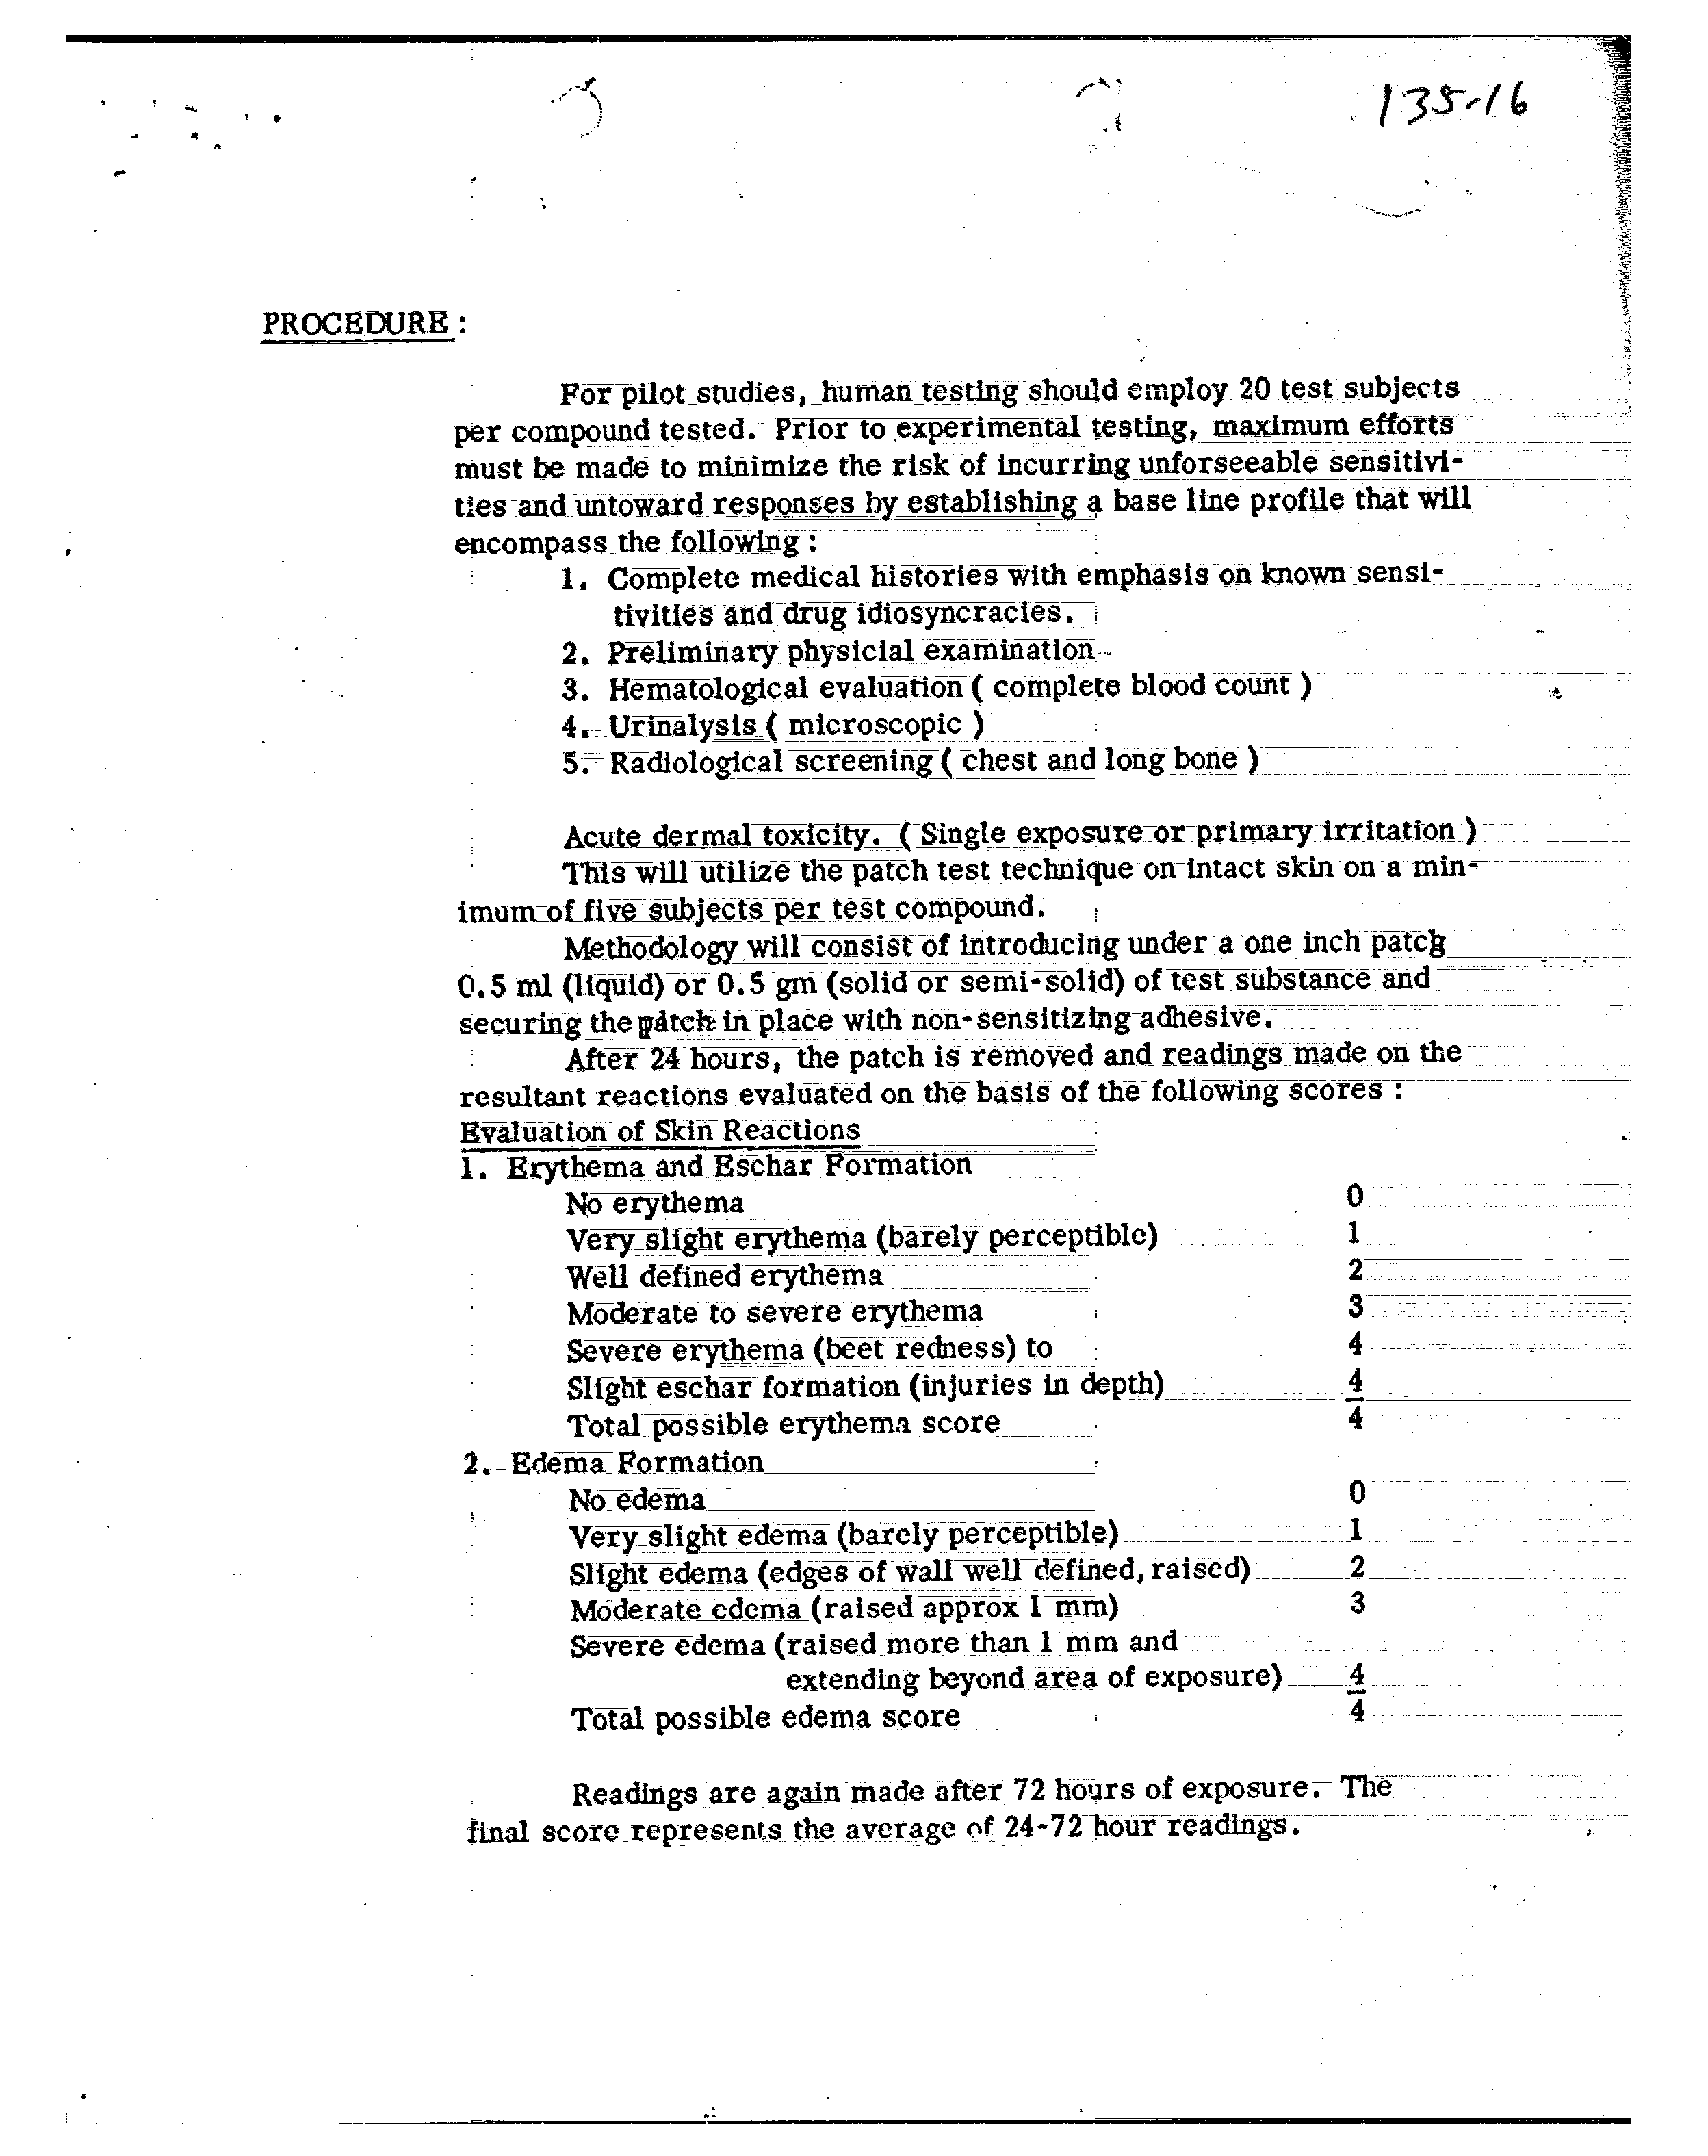 135-16
PROCEDURE :
For pilot studies, human testing should employ 20 test subjects
per compound tested. Prior to experimental testing, maximum efforts
must be made to minimize the risk of incurring unforseeable sensitivi-
ties and untoward responses by establishing a base line profile that will
encompass the following :
1. Complete medical histories with emphasis on known sensi-
tivities and drug idiosyncracies.
2. Preliminary physicial examination
3. Hematological evaluation ( complete blood count )
4. Urinalysis ( microscopic )
5. Radiological screening ( chest and long bone )
Acute dermal toxicity. ( Single exposure or primary irritation )
This will utilize the patch test technique on intact skin on a min-
imum of five subjects per test compound.
Methodology will consist of introducing under a one inch patch
0.5 ml (liquid) or 0.5 gm (solid or semi-solid) of test substance and
securing the patch in place with non-sensitizing adhesive.
After 24 hours, the patch is removed and readings made on the
resultant reactions evaluated on the basis of the following scores :
Evaluation of Skin Reactions
1. Erythema and Eschar Formation
No erythema 0
Very slight erythema (barely perceptible) 1
Well defined erythema 2
Moderate to severe erythema 3
Severe erythema (beet redness) to 4
Slight eschar formation (injuries in depth) 4
Total possible erythema score 4
2. Edema Formation
No edema 0
Very slight edema (barely perceptible) 1
Slight edema (edges of wall well defined, raised) 2
Moderate edema (raised approx 1 mm) 3
Severe edema (raised more than 1 mm and
extending beyond area of exposure) 4
Total possible edema score 4
Readings are again made after 72 hours of exposure. The
final score represents the average of 24-72 hour readings.